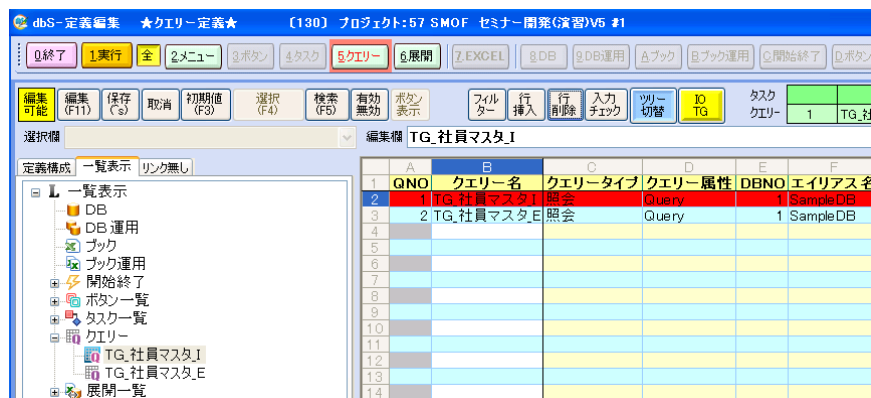 dbS-定義編集 ★クエリー定義★ 〔130〕 プロジェクト:57 SMOF セミナー開発(演習)V5 #1
0.終了 1.実行 全 2.メニュー 3.ボタン 4.タスク 5.クエリー 6.展開 7.EXCEL 8.DB 9.DB運用 A.ブック B.ブック運用 C.開始終了 D.ボタン
編集可能 編集(F11) 保存(^s) 取消 初期値(F3) 選択(F4) 検索(F5) 有効無効 ボタン表示 フィルター 行挿入 行削除 入力チェック ツリー切替 IO TG タスク
クエリー 1 TG_社
選択欄 編集欄 TG_社員マスタ_I
定義構成 一覧表示 リンク無し
A B C D E F
1 QNO クエリー名 クエリータイプ クエリー属性 DBNO エイリアス名
2 1 TG_社員マスタ_I 照会 Query 1 SampleDB
3 2 TG_社員マスタ_E 照会 Query 1 SampleDB
4
5
6
7
8
9
10
11
12
13
14
L 一覧表示
DB
DB運用
ブック
ブック運用
開始終了
ボタン一覧
タスク一覧
クエリー
TG_社員マスタ_I
TG_社員マスタ_E
展開一覧